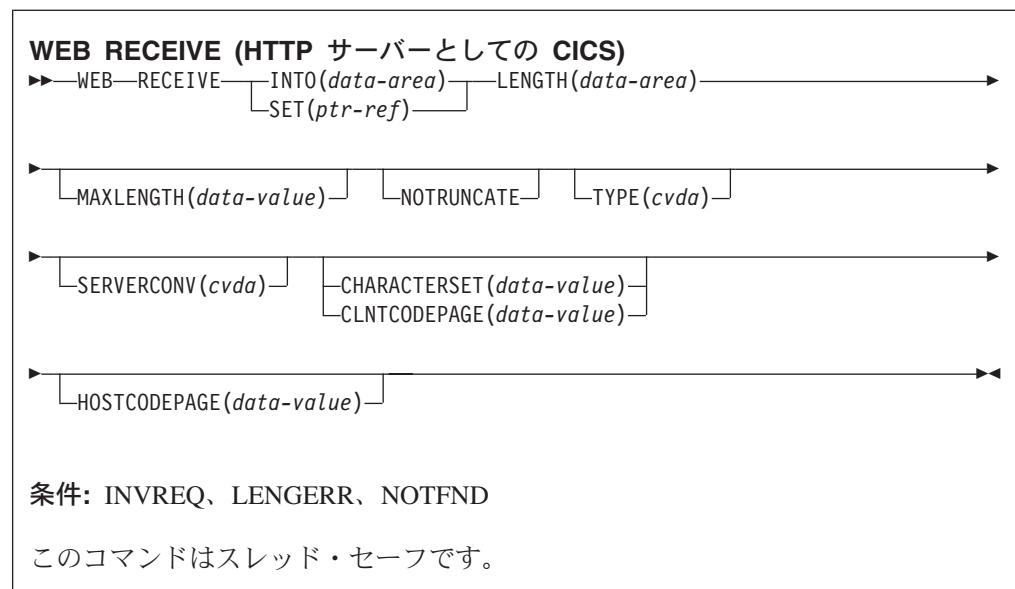 WEB RECEIVE (HTTP サーバーとしての CICS)
WEB RECEIVE INTO(data-area) LENGTH(data-area)
SET(ptr-ref)
MAXLENGTH(data-value) NOTRUNCATE TYPE(cvda)
SERVERCONV(cvda) CHARACTERSET(data-value)
CLNTCODEPAGE(data-value)
HOSTCODEPAGE(data-value)
条件: INVREQ、LENGERR、NOTFND
このコマンドはスレッド・セーフです。